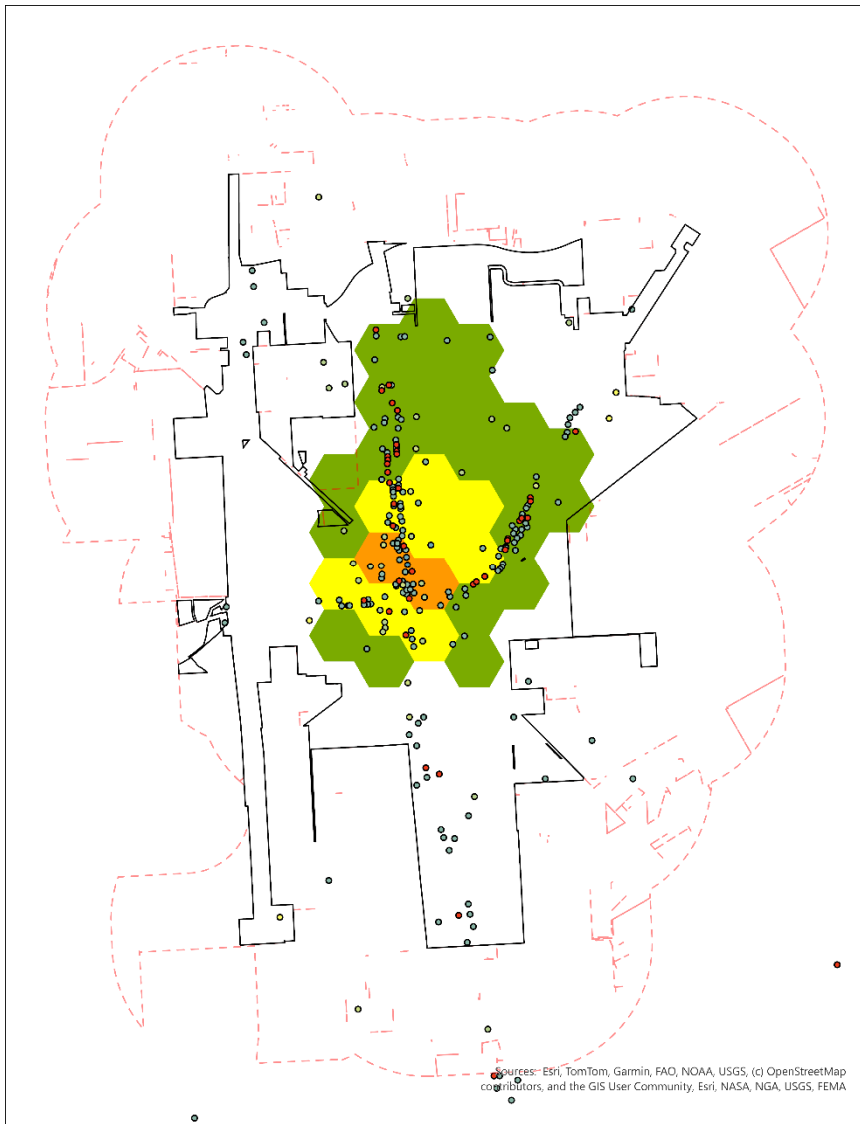 Sources: Esri, TomTom, Garmin, FAO, NOAA, USGS, (c) OpenStreetMap
contributors, and the GIS User Community, Esri, NASA, NGA, USGS, FEMA